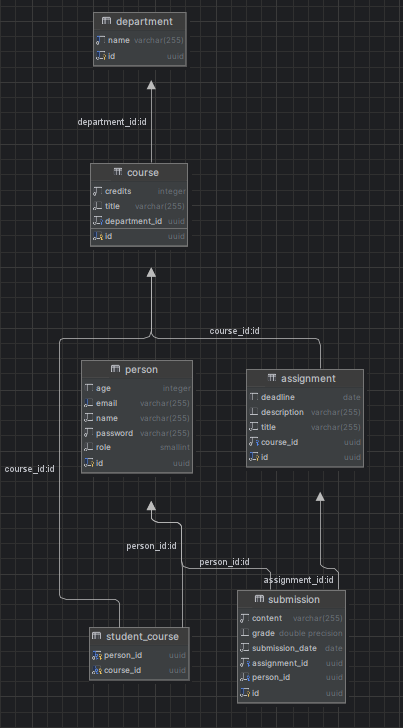 department
name varchar(255)
id uuid
department_id:id
course
credits integer
title varchar(255)
department_id uuid
id uuid
course_id:id
person
age integer
email varchar(255)
name varchar(255)
password varchar(255)
role smallint
id uuid
assignment
deadline date
description varchar(255)
title varchar(255)
course_id uuid
id uuid
course_id:id
person_id:id
person_id:id
assignment_id:id
student_course
person_id uuid
course_id uuid
submission
content varchar(255)
grade double precision
submission_date date
assignment_id uuid
person_id uuid
id uuid